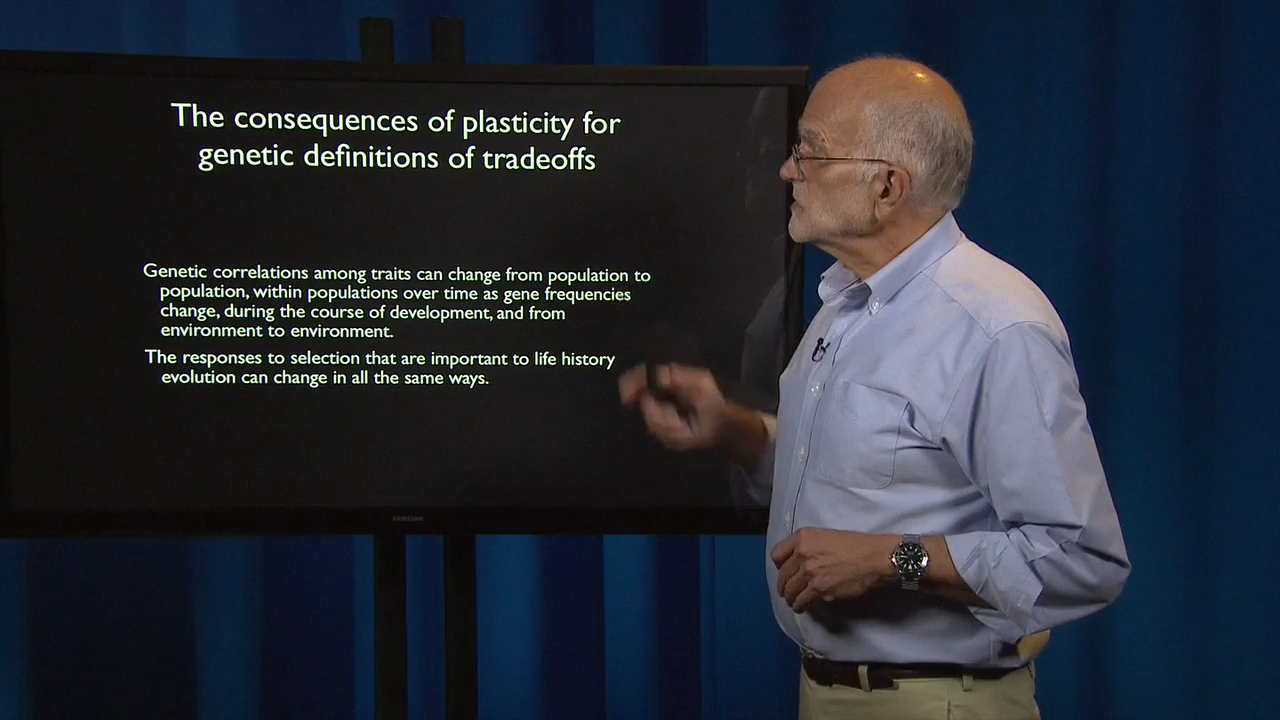 The consequences of plasticity for
genetic definitions of tradeoffs
Genetic correlations among traits can change from population to
population, within populations over time as gene frequencies
change, during the course of development, and from
environment to environment.
The responses to selection that are important to life history
evolution can change in all the same ways.
SAMSUNG